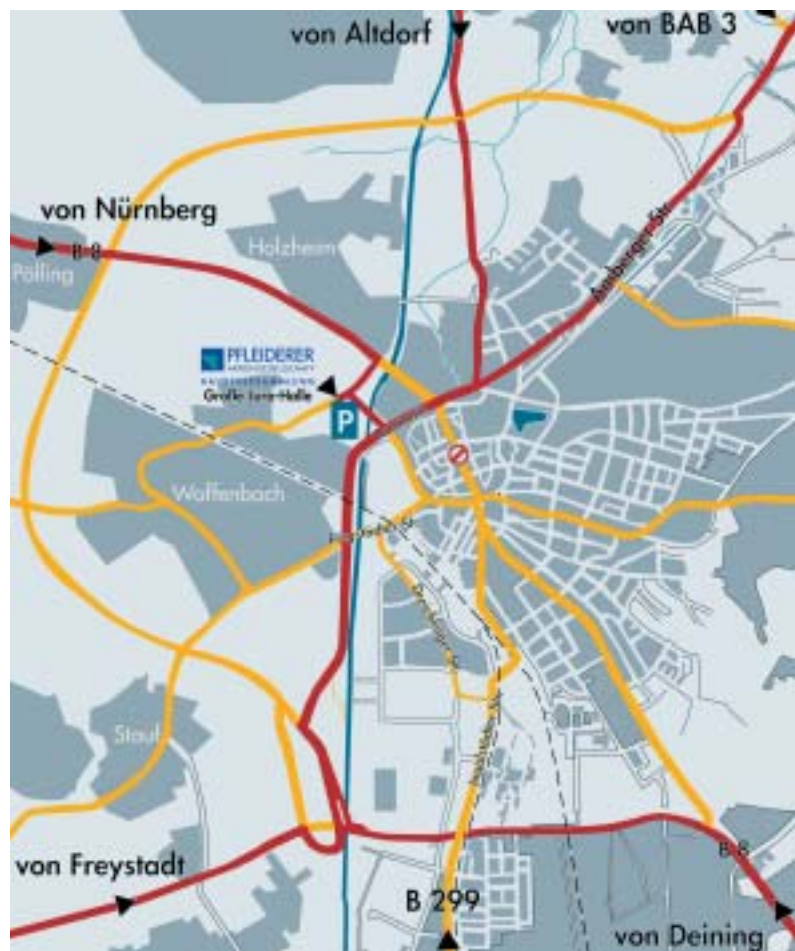 von Altdorf
von BAB 3
von Nürnberg
B 8
Pölling
Holzheim
Amberger Str.
PFLEIDERER
AKTIENGESELLSCHAFT
Große Jura-Halle
P
Woffenbach
Stauf
von Freystadt
B 299
B 8
von Deining